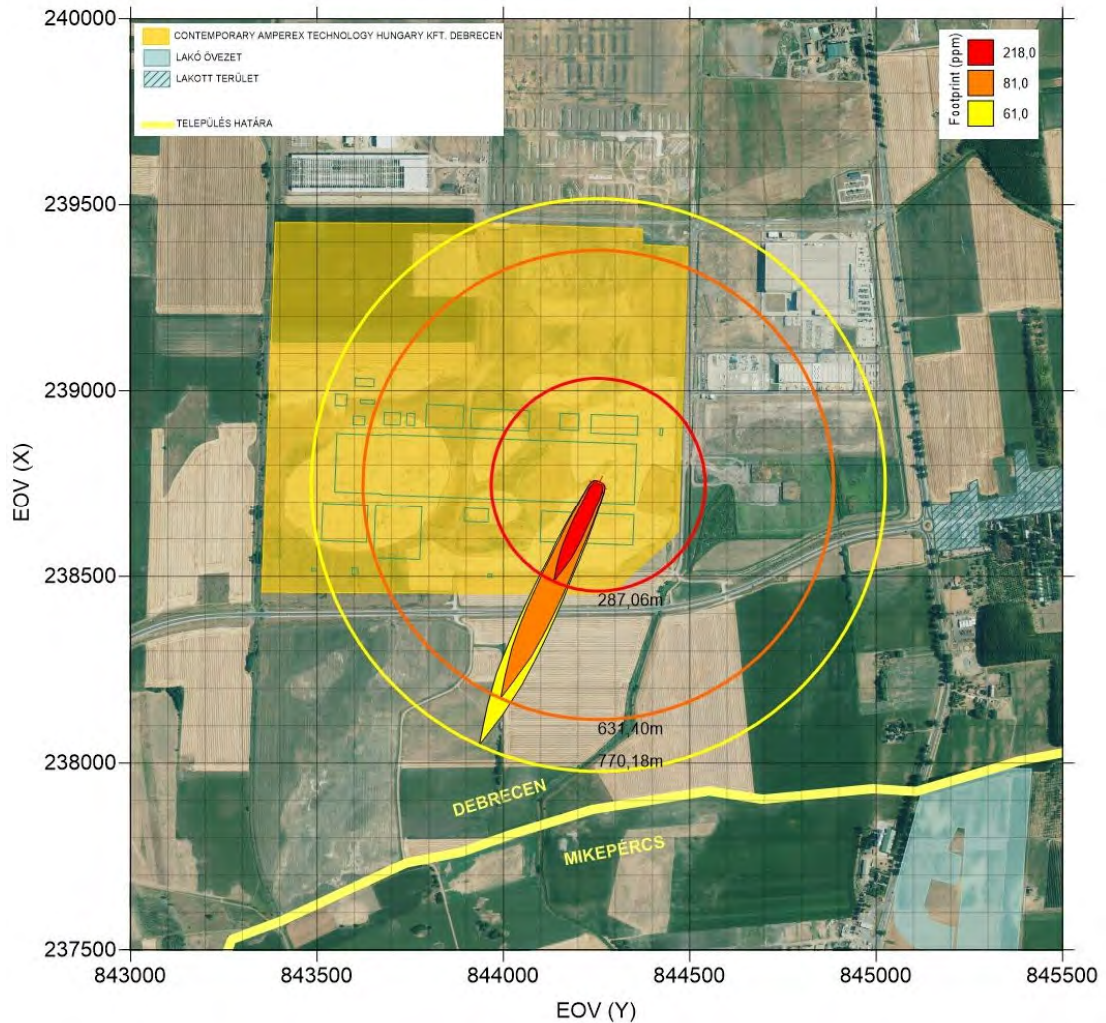 CONTEMPORARY AMPEREX TECHNOLOGY HUNGARY KFT. DEBRECEN
LAKÓ ÖVEZET
LAKOTT TERÜLET
TELEPÜLÉS HATÁRA
Footprint (ppm)
218,0
81,0
61,0
240000
239500
239000
238500
238000
237500
EOV (X)
287,06m
631,40m
770,18m
DEBRECEN
MIKEPÉRCS
843000
843500
844000
844500
845000
845500
EOV (Y)